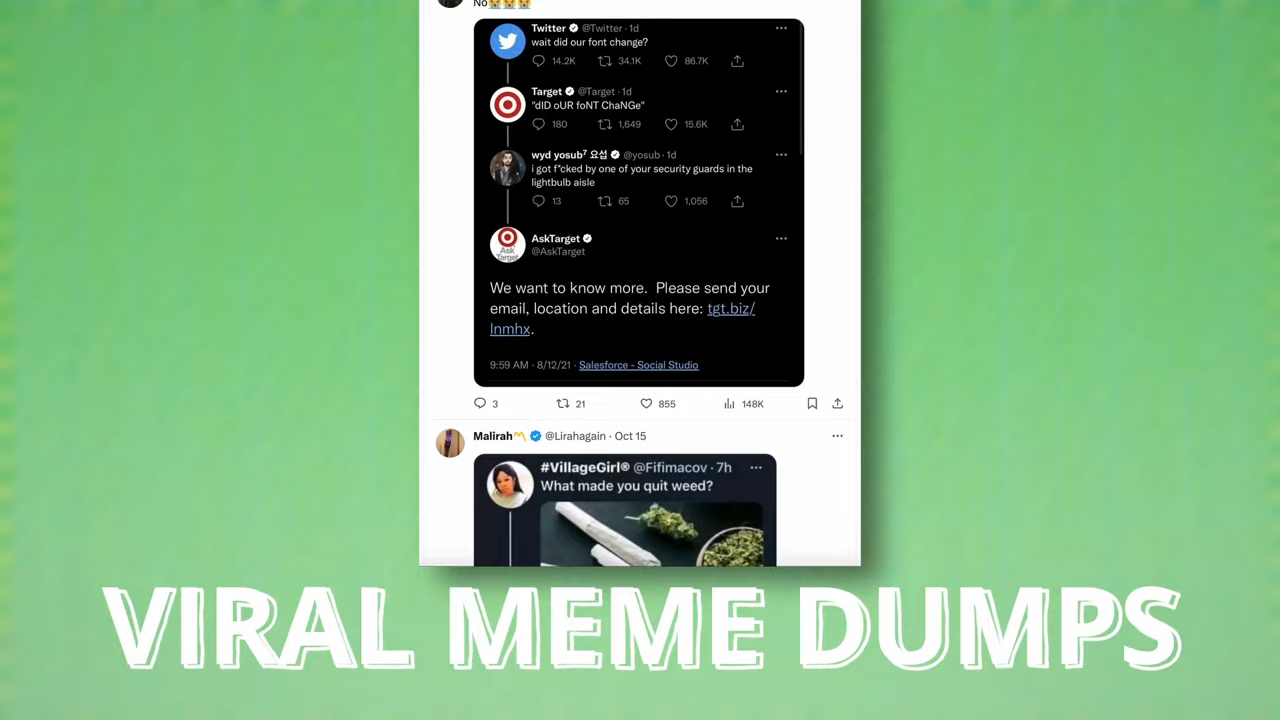 No😭😭😭
Twitter @Twitter · 1d
wait did our font change?
14.2K 34.1K 86.7K
Target @Target · 1d
"dID oUR foNT ChaNGe"
180 1,649 15.6K
wyd yosub⁷ 요섭 @yosub · 1d
i got f*cked by one of your security guards in the
lightbulb aisle
13 65 1,056
Ask
Target
AskTarget
@AskTarget
We want to know more. Please send your
email, location and details here: tgt.biz/
lnmhx.
9:59 AM · 8/12/21 · Salesforce - Social Studio
3 21 855 148K
Malirah〽️ @Lirahagain · Oct 15
#VillageGirl® @Fifimacov · 7h
What made you quit weed?
VIRAL MEME DUMPS